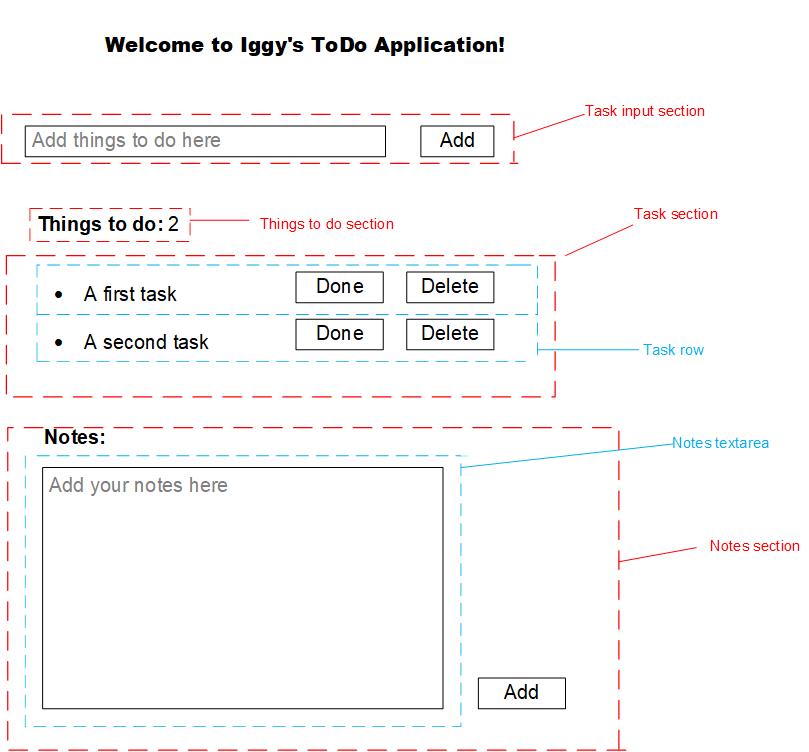 Welcome to Iggy's ToDo Application!
Task input section
Add things to do here
Add
Task section
Things to do: 2
Things to do section
A first task
Done
Delete
A second task
Done
Delete
Task row
Notes:
Notes textarea
Add your notes here
Notes section
Add